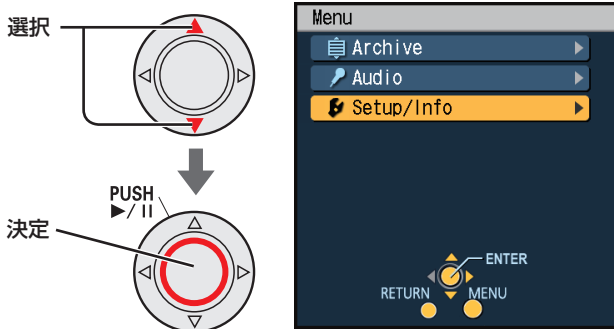 選択
PUSH
▶/II
決定
Menu
Archive
Audio
Setup/Info
ENTER
RETURN
MENU